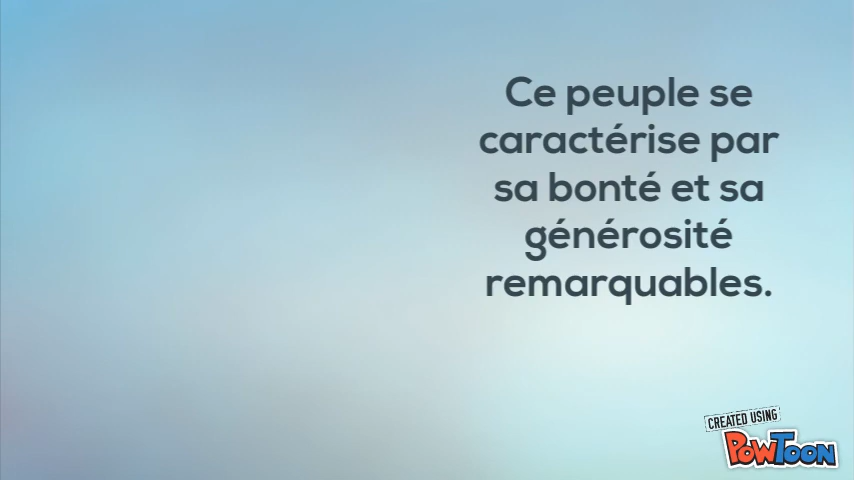 Ce peuple se
caractérise par
sa bonté et sa
générosité
remarquables.
CREATED USING
POWTOON